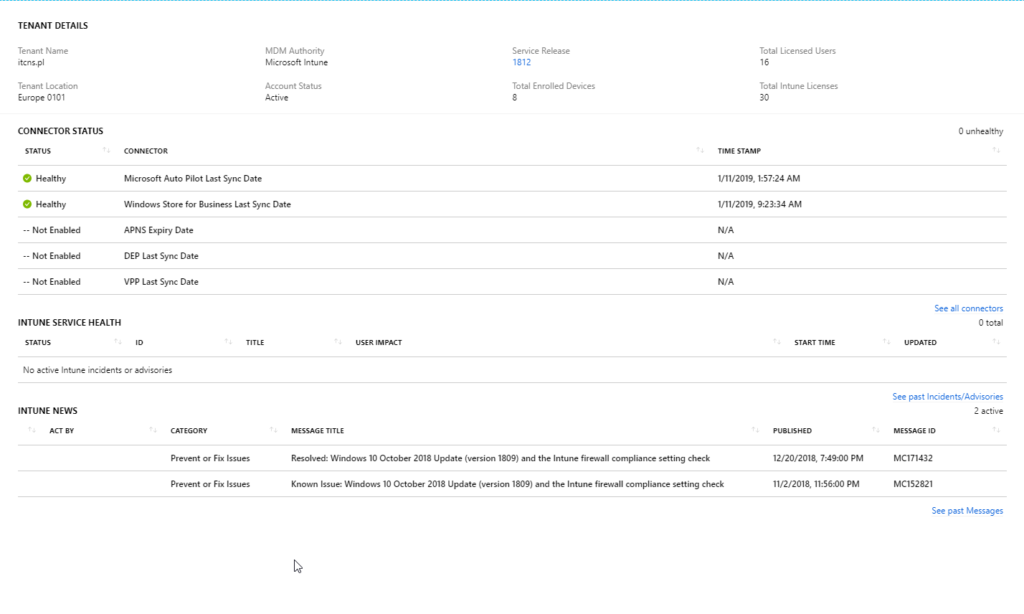 TENANT DETAILS
Tenant Name MDM Authority Service Release Total Licensed Users
itcns.pl Microsoft Intune 1812 16
Tenant Location Account Status Total Enrolled Devices Total Intune Licenses
Europe 0101 Active 8 30
CONNECTOR STATUS 0 unhealthy
STATUS CONNECTOR TIME STAMP
Healthy Microsoft Auto Pilot Last Sync Date 1/11/2019, 1:57:24 AM
Healthy Windows Store for Business Last Sync Date 1/11/2019, 9:23:34 AM
-- Not Enabled APNS Expiry Date N/A
-- Not Enabled DEP Last Sync Date N/A
-- Not Enabled VPP Last Sync Date N/A
See all connectors
INTUNE SERVICE HEALTH 0 total
STATUS ID TITLE USER IMPACT START TIME UPDATED
No active Intune incidents or advisories
See past Incidents/Advisories
INTUNE NEWS 2 active
ACT BY CATEGORY MESSAGE TITLE PUBLISHED MESSAGE ID
Prevent or Fix Issues Resolved: Windows 10 October 2018 Update (version 1809) and the Intune firewall compliance setting check 12/20/2018, 7:49:00 PM MC171432
Prevent or Fix Issues Known Issue: Windows 10 October 2018 Update (version 1809) and the Intune firewall compliance setting check 11/2/2018, 11:56:00 PM MC152821
See past Messages